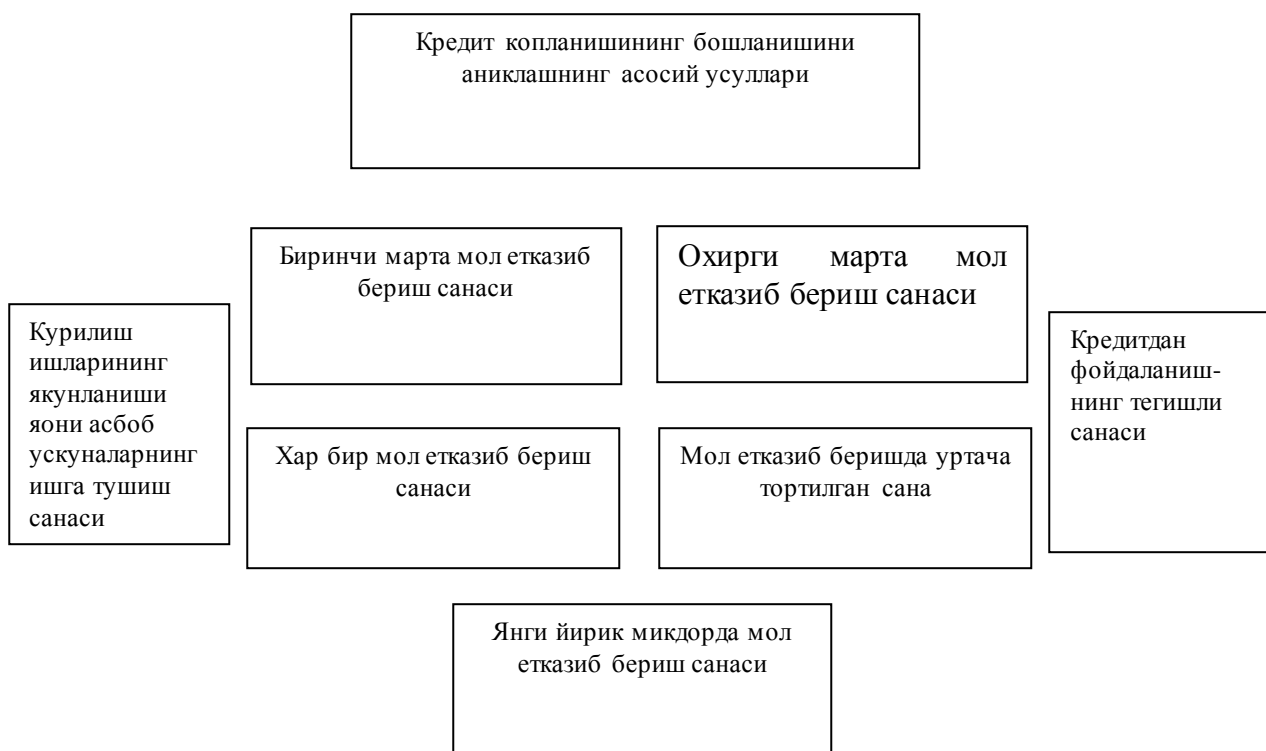 Кредит копланишининг бошланишини
аниклашнинг асосий усуллари
Биринчи марта мол етказиб
бериш санаси
Охирги марта мол
етказиб бериш санаси
Курилиш
ишларининг
якунланиши
яони асбоб
ускуналарнинг
ишга тушиш
санаси
Кредитдан
фойдаланиш-
нинг тегишли
санаси
Хар бир мол етказиб бериш
санаси
Мол етказиб беришда уртача
тортилган сана
Янги йирик микдорда мол
етказиб бериш санаси